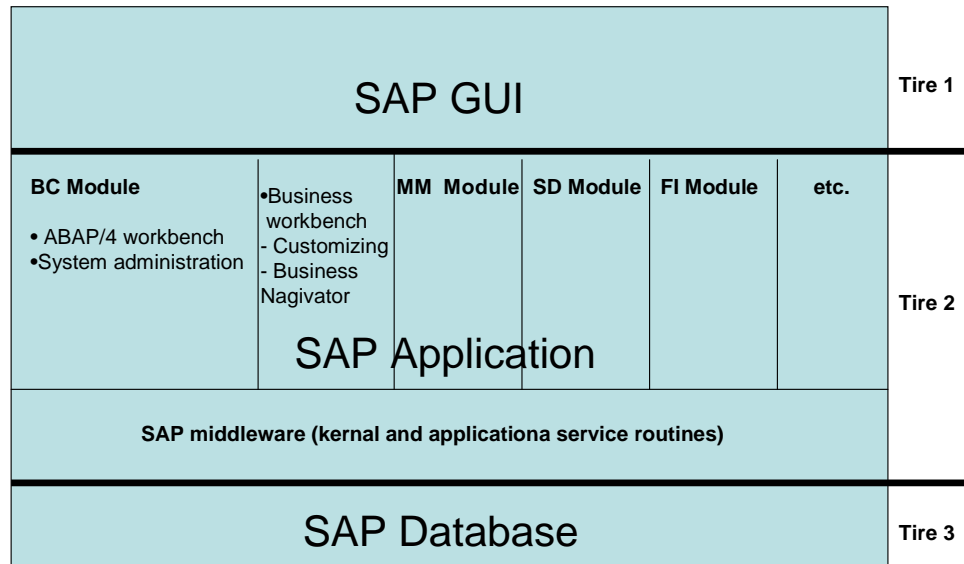 SAP GUI
Tire 1
BC Module
• ABAP/4 workbench
•System administration
•Business
workbench
- Customizing
- Business
Nagivator
MM Module
SD Module
FI Module
etc.
Tire 2
SAP Application
SAP middleware (kernal and applicationa service routines)
SAP Database
Tire 3